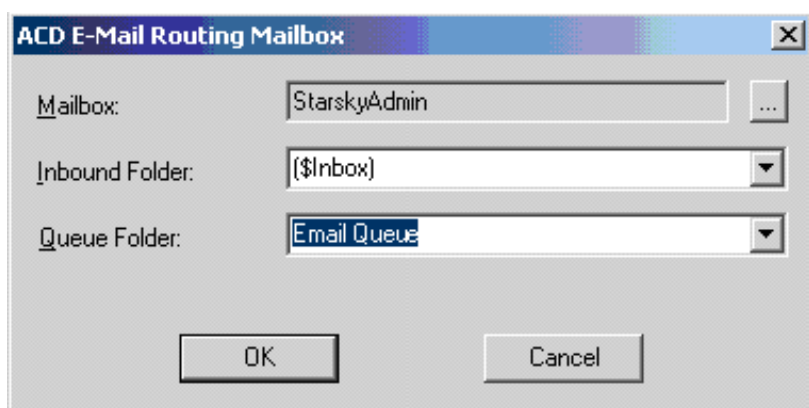 ACD E-Mail Routing Mailbox
Mailbox: StarskyAdmin ...
Inbound Folder: ($Inbox)
Queue Folder: Email Queue
OK Cancel